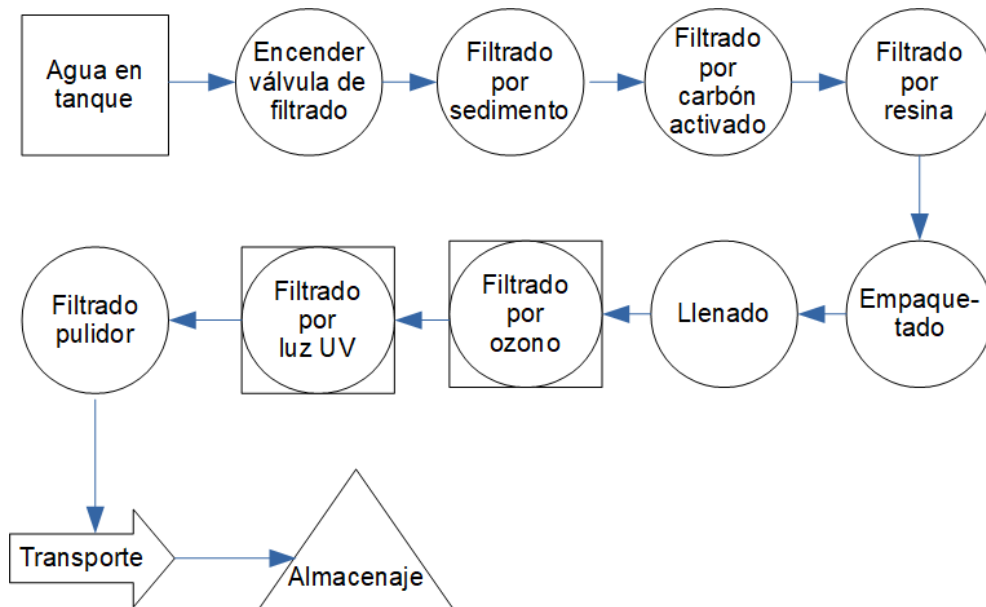 Agua en
tanque
Encender
válvula de
filtrado
Filtrado
por
sedimento
Filtrado
por
carbón
activado
Filtrado
por
resina
Empaque-
tado
Llenado
Filtrado
por
ozono
Filtrado
por
luz UV
Filtrado
pulidor
Transporte
Almacenaje